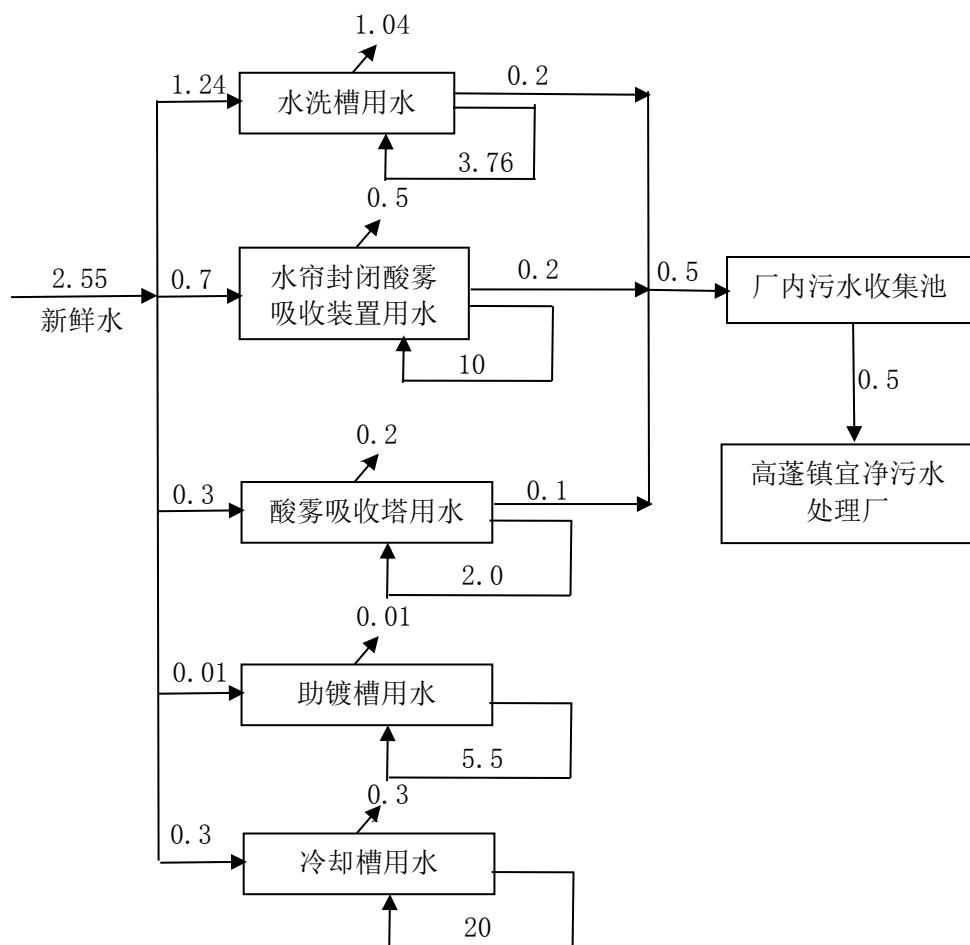 1.04
1.24
水洗槽用水
0.2
3.76
0.5
2.55
新鲜水
0.7
水帘封闭酸雾
吸收装置用水
0.2
10
0.5
厂内污水收集池
0.5
高蓬镇宜净污水
处理厂
0.2
0.3
酸雾吸收塔用水
0.1
2.0
0.01
0.01
助镀槽用水
5.5
0.3
0.3
冷却槽用水
20